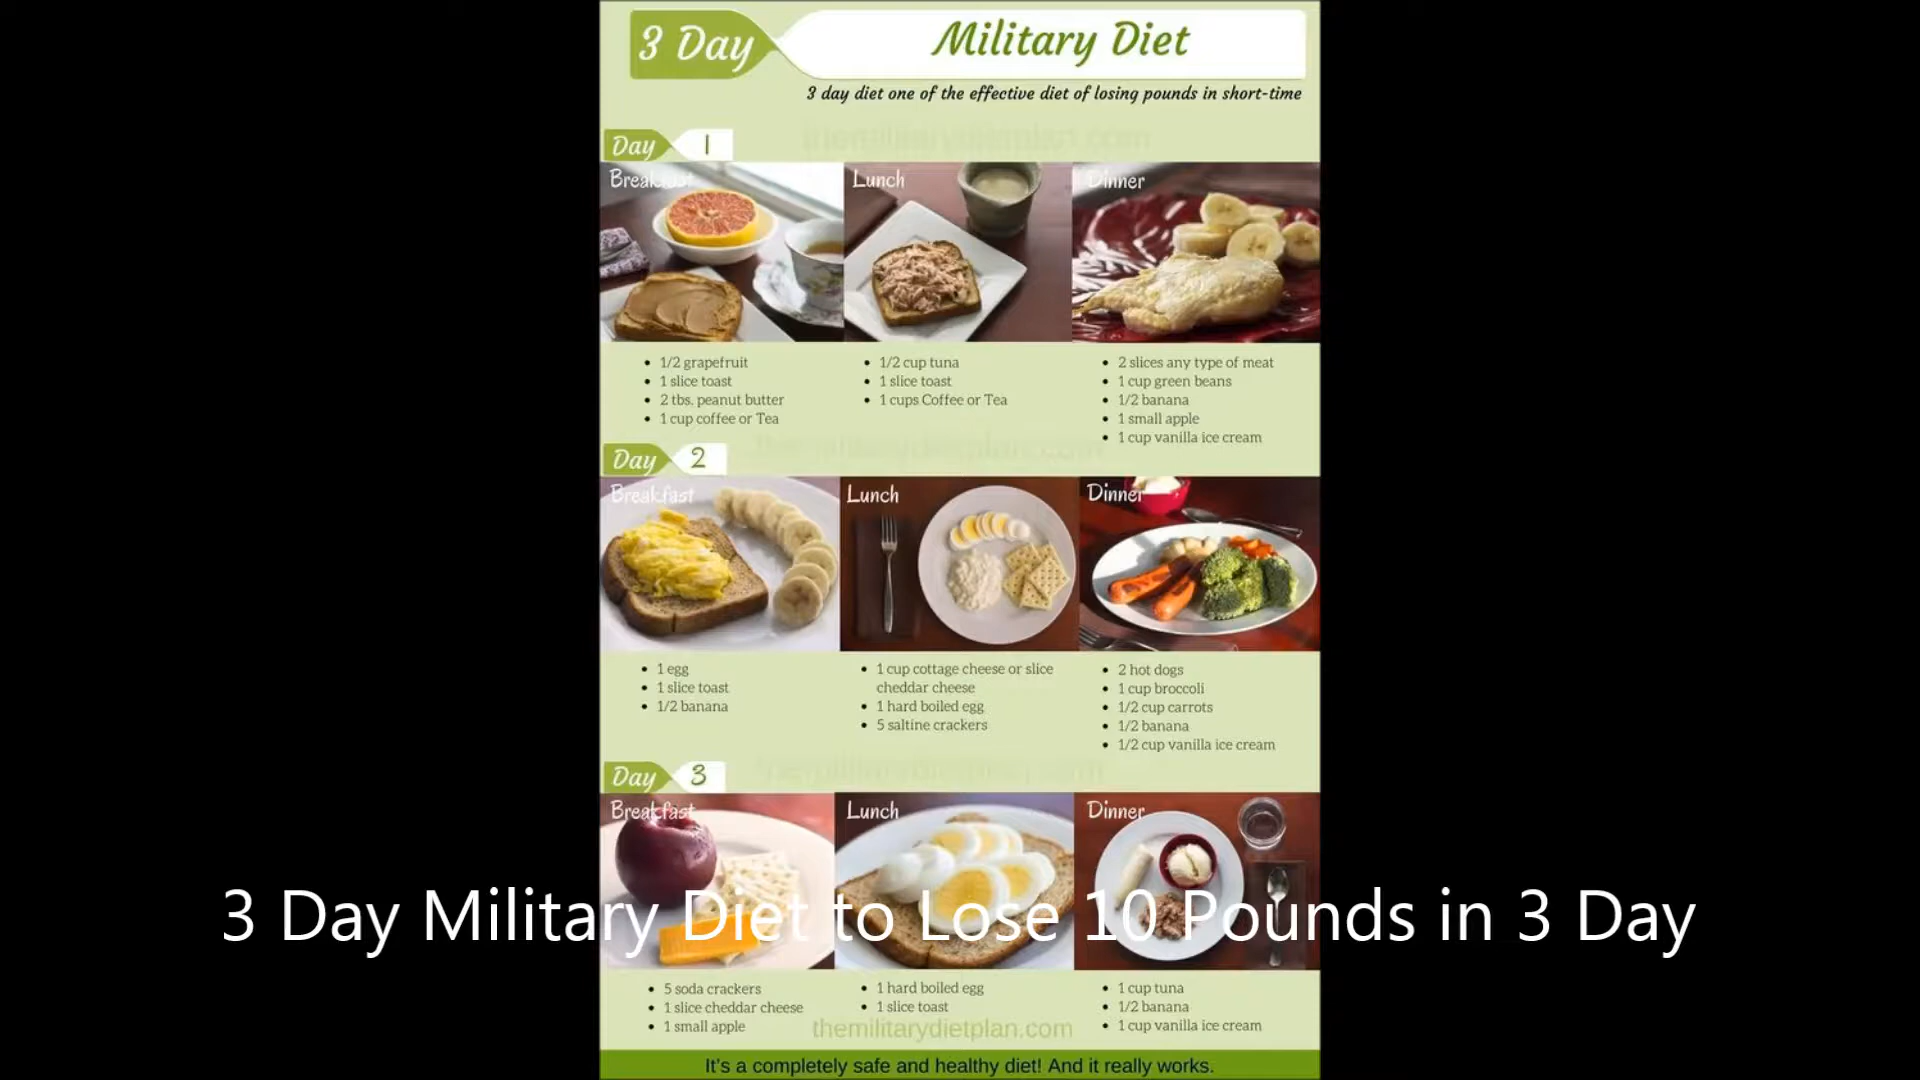 3 Day
Military Diet
3 day diet one of the effective diet of losing pounds in short-time
themilitarydietplan.com
Day 1
Breakfast
Lunch
Dinner
• 1/2 grapefruit
• 1 slice toast
• 2 tbs. peanut butter
• 1 cup coffee or Tea
• 1/2 cup tuna
• 1 slice toast
• 1 cups Coffee or Tea
• 2 slices any type of meat
• 1 cup green beans
• 1/2 banana
• 1 small apple
• 1 cup vanilla ice cream
themilitarydietplan.com
Day 2
Breakfast
Lunch
Dinner
• 1 egg
• 1 slice toast
• 1/2 banana
• 1 cup cottage cheese or slice
cheddar cheese
• 1 hard boiled egg
• 5 saltine crackers
• 2 hot dogs
• 1 cup broccoli
• 1/2 cup carrots
• 1/2 banana
• 1/2 cup vanilla ice cream
themilitarydietplan.com
Day 3
Breakfast
Lunch
Dinner
3 Day Military Diet to Lose 10 Pounds in 3 Day
• 5 soda crackers
• 1 slice cheddar cheese
• 1 small apple
• 1 hard boiled egg
• 1 slice toast
• 1 cup tuna
• 1/2 banana
• 1 cup vanilla ice cream
themilitarydietplan.com
It's a completely safe and healthy diet! And it really works.